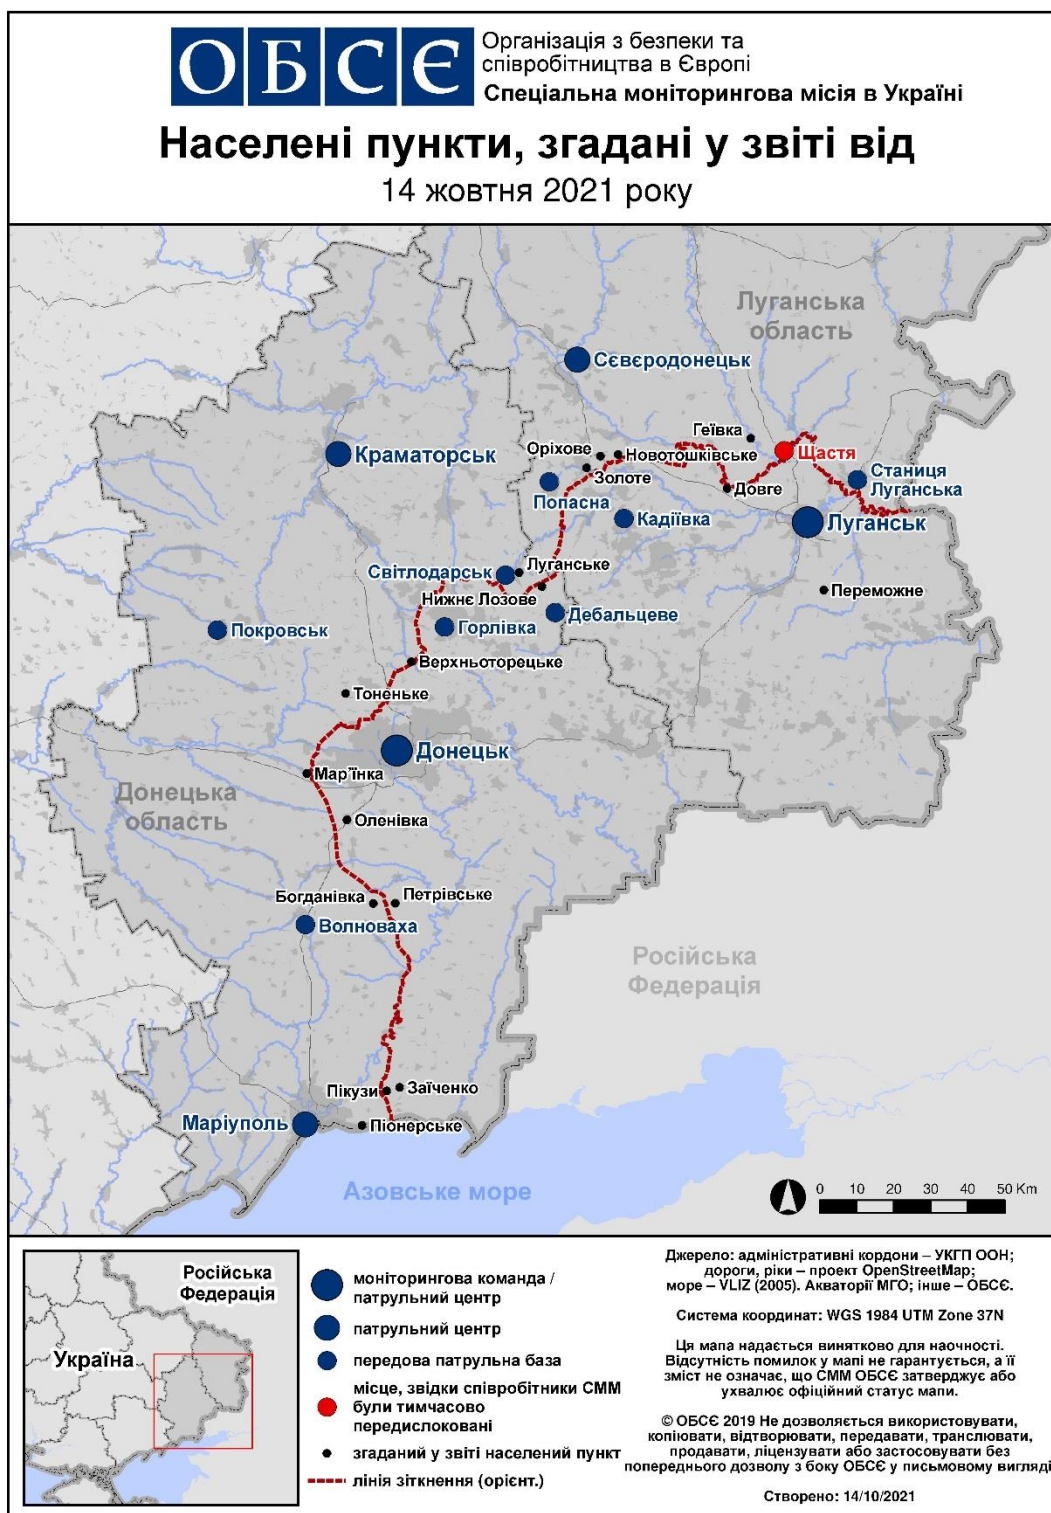 ОБСЄ
Організація з безпеки та
співробітництва в Європі
Спеціальна моніторингова місія в Україні
Населені пункти, згадані у звіті від
14 жовтня 2021 року
Луганська
область
Сєвєродонецьк
Геївка
Краматорськ
Оріхове
Новотошківське
Щастя
Золоте
Станиця
Луганська
Попасна
Довге
Кадіївка
Луганськ
Світлодарськ
Луганське
Нижнє Лозове
Переможне
Дебальцеве
Покровськ
Горлівка
Верхньоторецьке
Тоненьке
Донецьк
Мар'їнка
Донецька
область
Оленівка
Богданівка
Петрівське
Волноваха
Російська
Федерація
Пікузи
Заїченко
Маріуполь
Піонерське
Азовське море
0 10 20 30 40 50 Km
Російська
Федерація
Україна
моніторингова команда /
патрульний центр
патрульний центр
передова патрульна база
місце, звідки співробітники СММ
були тимчасово
передислоковані
згаданий у звіті населений пункт
лінія зіткнення (орієнт.)
Джерело: адміністративні кордони – УКГП ООН;
дороги, ріки – проект OpenStreetMap;
море – VLIZ (2005). Акваторії МГО; інше – ОБСЄ.
Система координат: WGS 1984 UTM Zone 37N
Ця мапа надається винятково для наочності.
Відсутність помилок у мапі не гарантується, а її
зміст не означає, що СММ ОБСЄ затверджує або
ухвалює офіційний статус мапи.
© ОБСЄ 2019 Не дозволяється використовувати,
копіювати, відтворювати, передавати, транслювати,
продавати, ліцензувати або застосовувати без
попереднього дозволу з боку ОБСЄ у письмовому вигляді
Створено: 14/10/2021